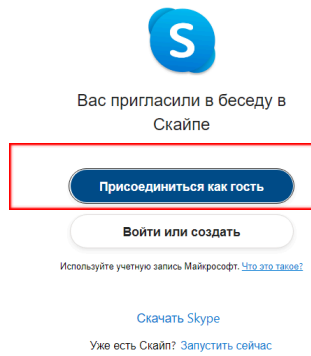 S
Вас пригласили в беседу в
Скайпе
Присоединиться как гость
Войти или создать
Используйте учетную запись Майкрософт. Что это такое?
Скачать Skype
Уже есть Скайп? Запустить сейчас